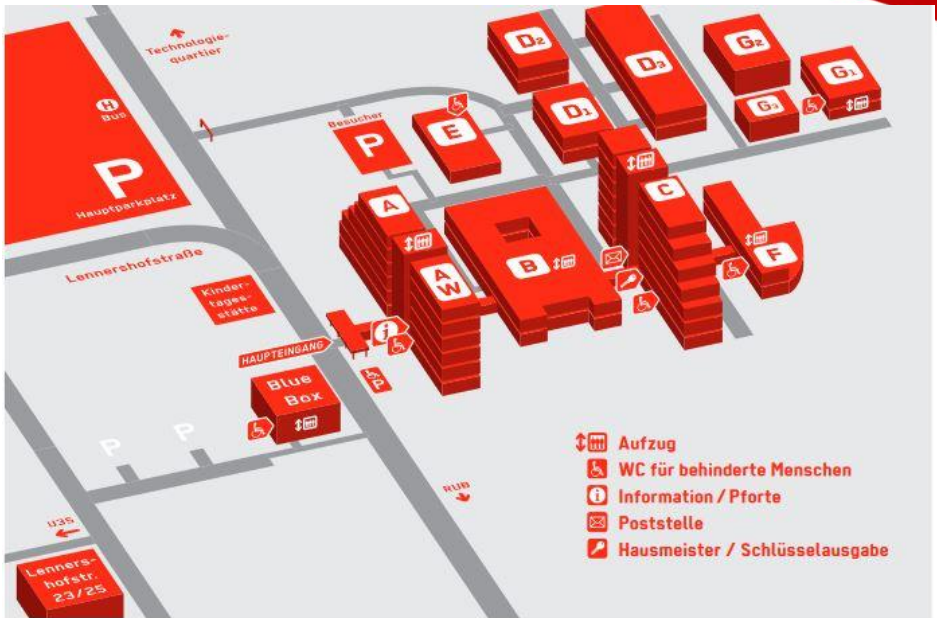 Technologie-
quartier
H
Bus
P
Hauptparkplatz
Lennershofstraße
Besucher
P
E
D2
D1
D3
G2
G1
G3
A
A
W
B
C
F
Kinder-
tages-
stätte
HAUPTEINGANG
i
P
Blue
Box
P
P
RUB
U35
Lenners-
hofstr.
23/25
Aufzug
WC für behinderte Menschen
i Information / Pforte
Poststelle
Hausmeister / Schlüsselausgabe